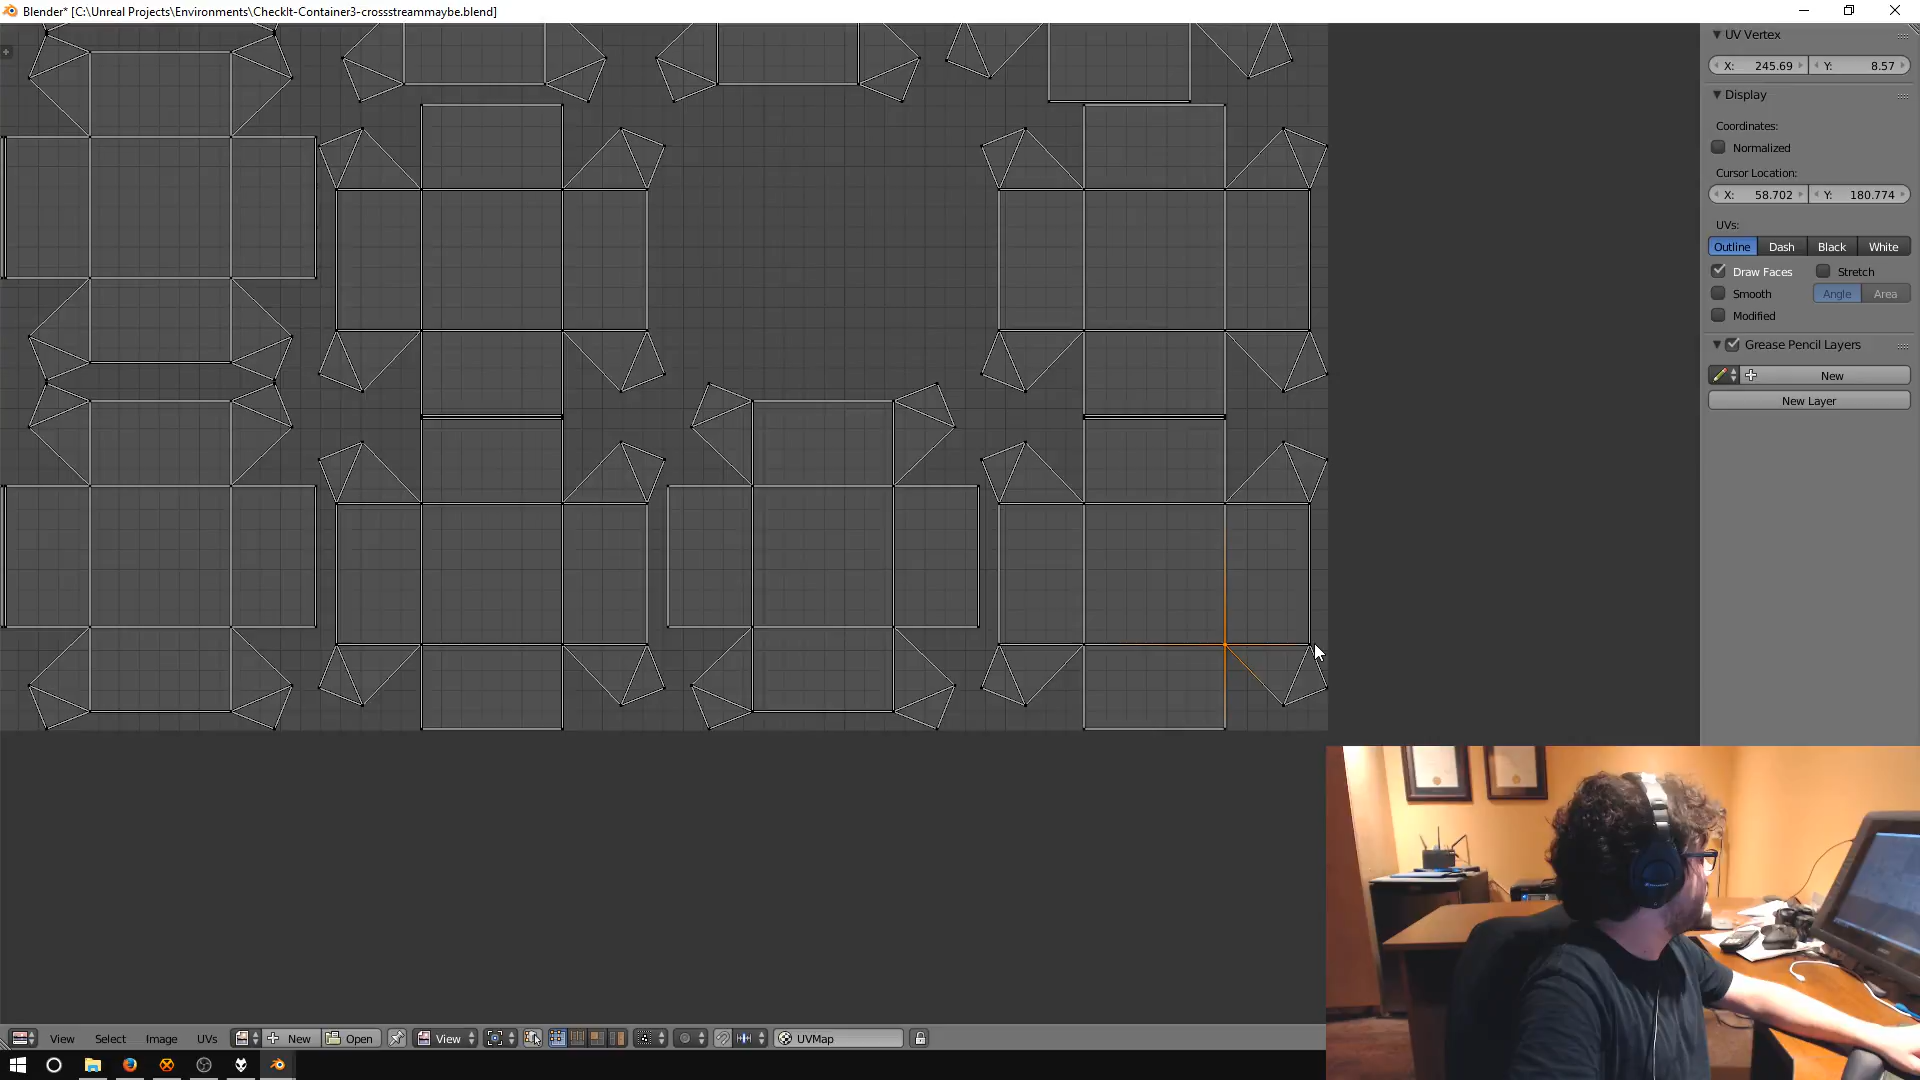 Blender* [C:\Unreal Projects\Environments\CheckIt-Container3-crossstreammaybe.blend]
UV Vertex
X: 245.69 Y: 8.57
Display
Coordinates:
Normalized
Cursor Location:
X: 58.702 Y: 180.774
UVs:
Outline Dash Black White
Draw Faces Stretch
Smooth Angle Area
Modified
Grease Pencil Layers
New
New Layer
View Select Image UVs New Open View UVMap